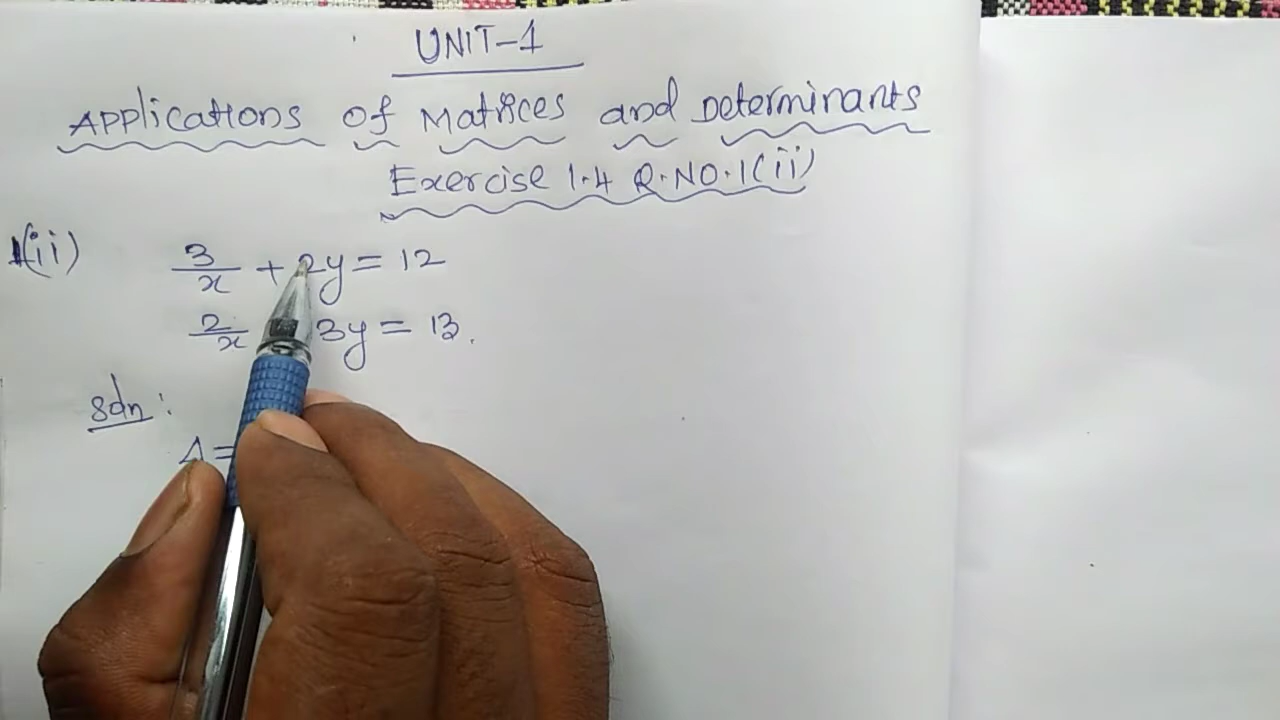 UNIT-1
Applications of Matrices and Determinants
Exercise 1.4 Q.NO.1(ii)
1(ii) 3/x + 2y = 12
2/x 3y = 13.
Soln:
Δ =